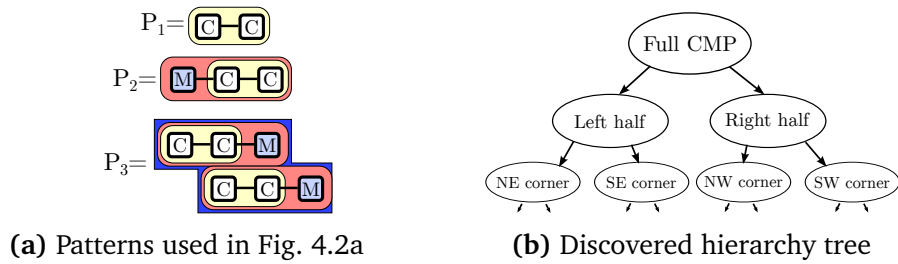 P1= C C
P2= M C C
P3= C C M
C C M
(a) Patterns used in Fig. 4.2a
Full CMP
Left half Right half
NE corner SE corner NW corner SW corner
(b) Discovered hierarchy tree